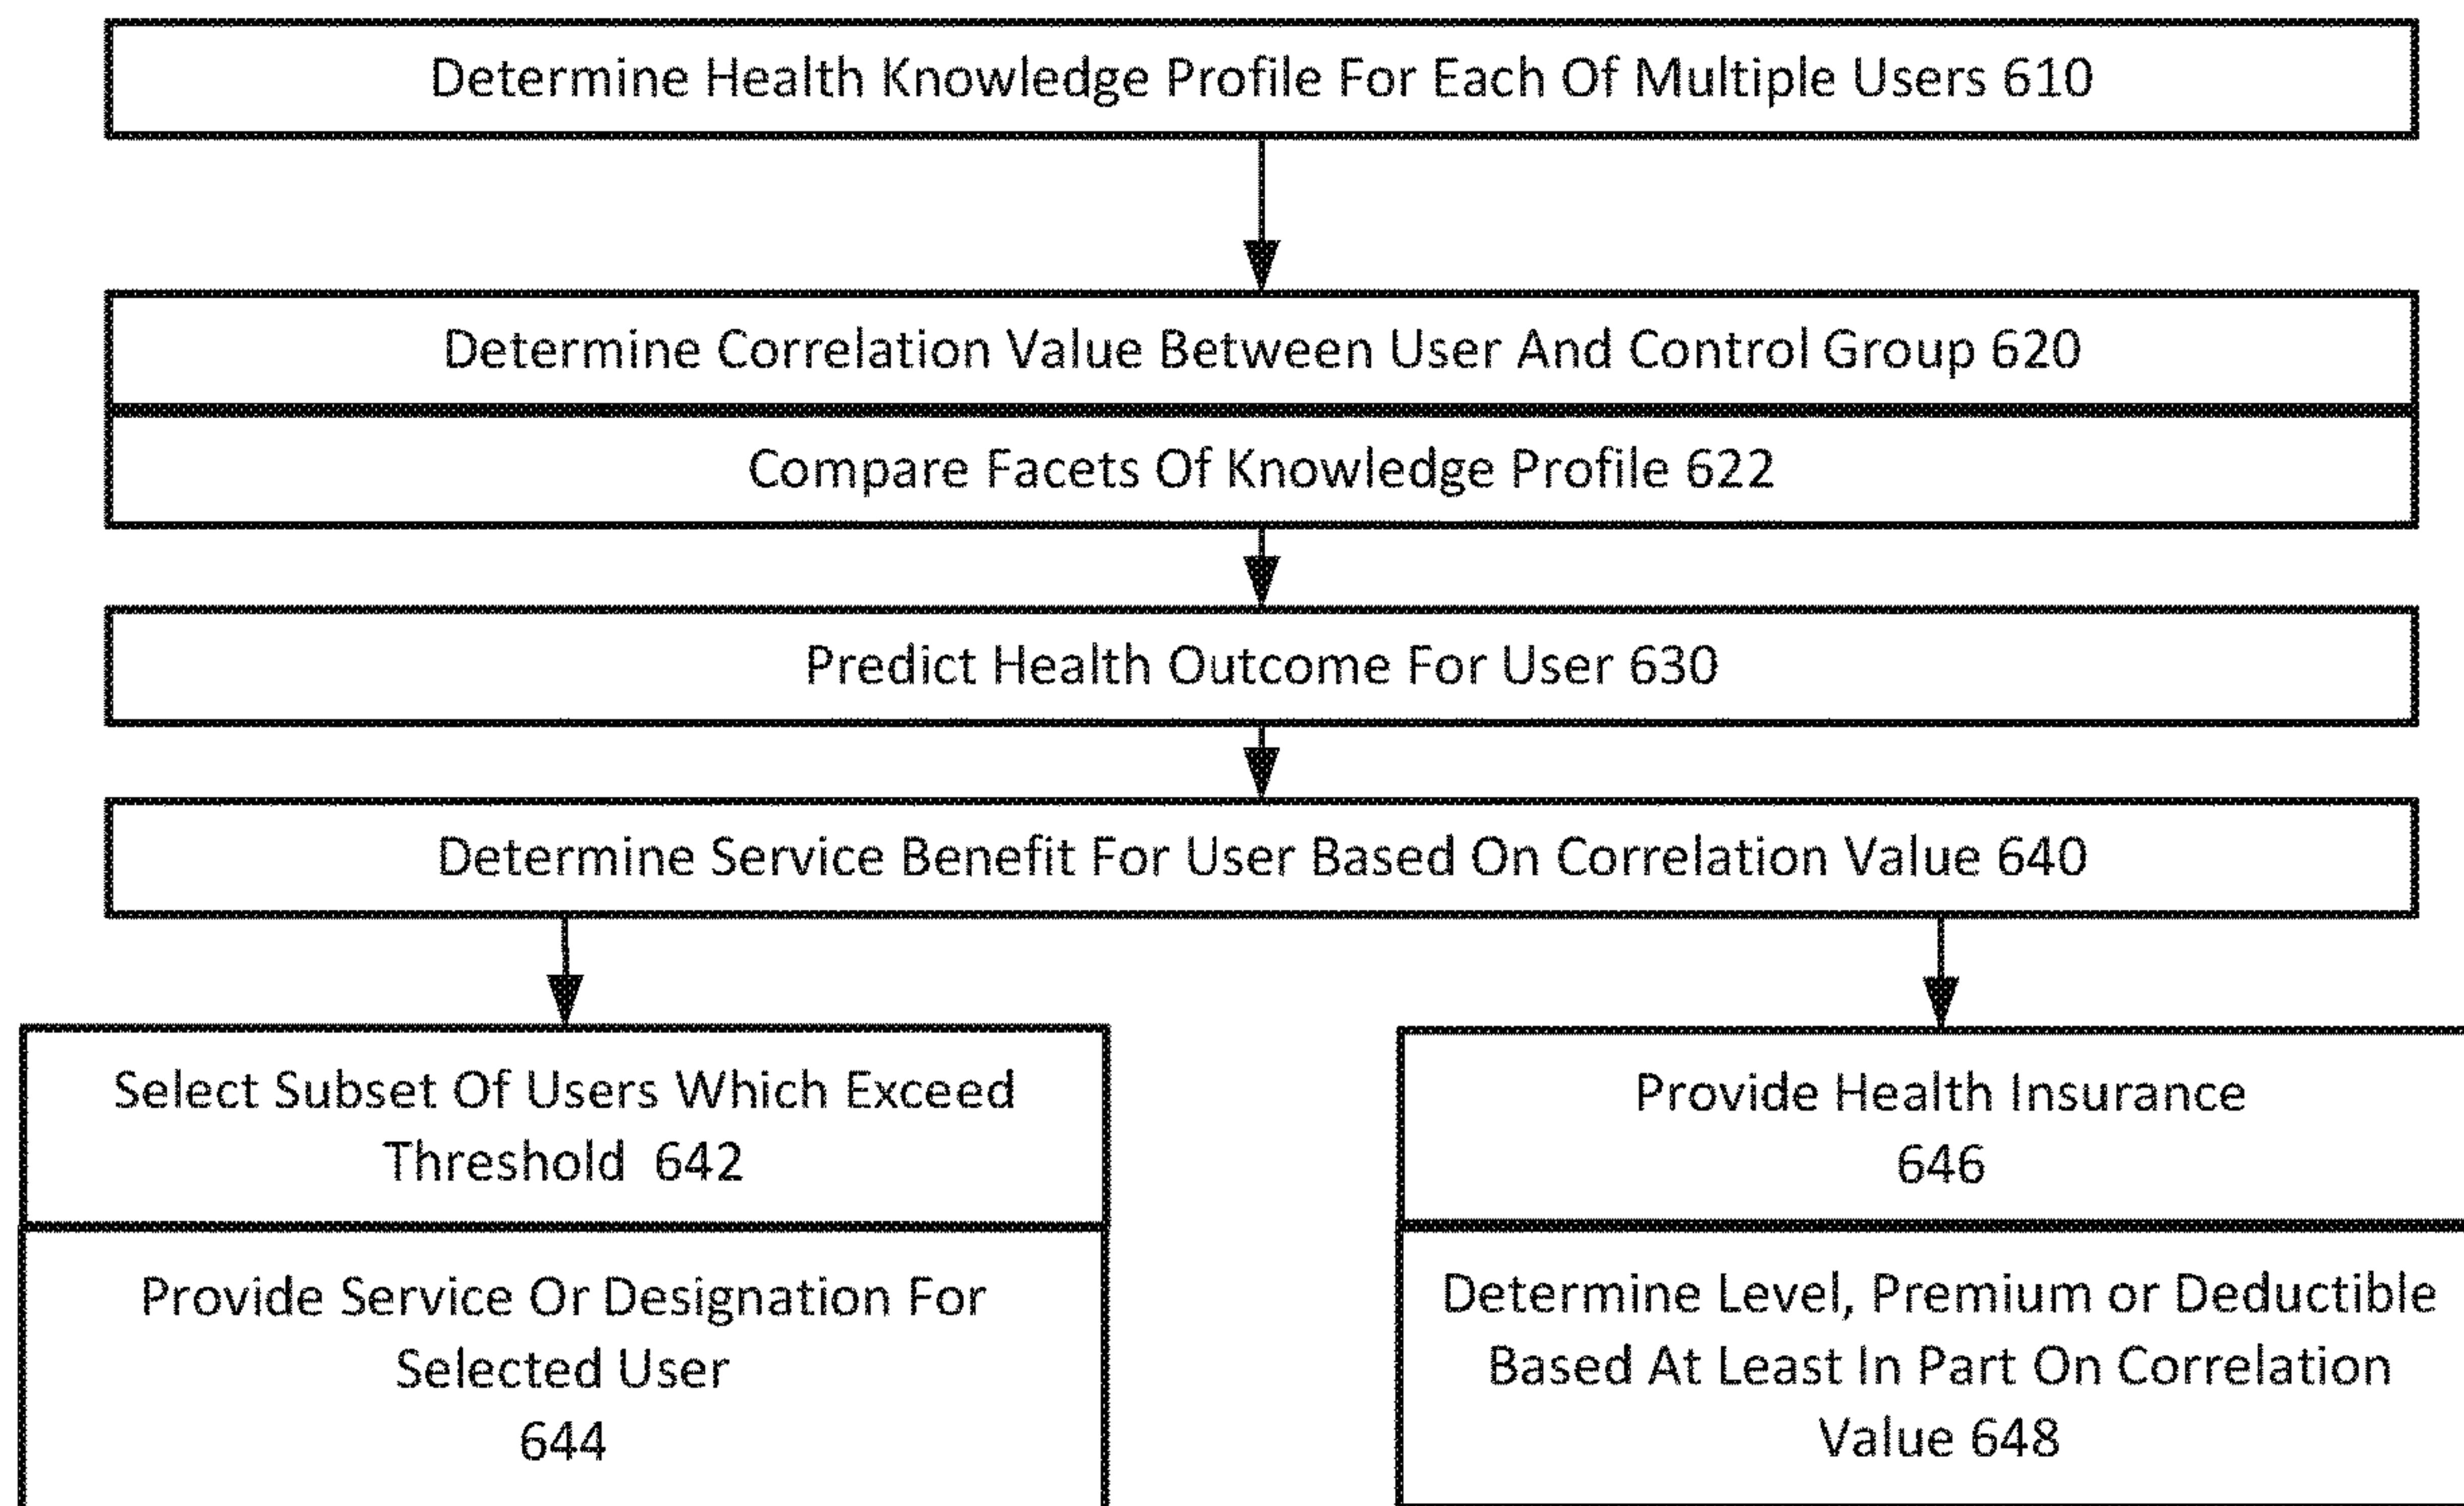 Determine Health Knowledge Profile For Each Of Multiple Users 610
Determine Correlation Value Between User And Control Group 620
Compare Facets Of Knowledge Profile 622
Predict Health Outcome For User 630
Determine Service Benefit For User Based On Correlation Value 640
Select Subset Of Users Which Exceed
Threshold 642
Provide Service Or Designation For
Selected User
644
Provide Health Insurance
646
Determine Level, Premium or Deductible
Based At Least In Part On Correlation
Value 648